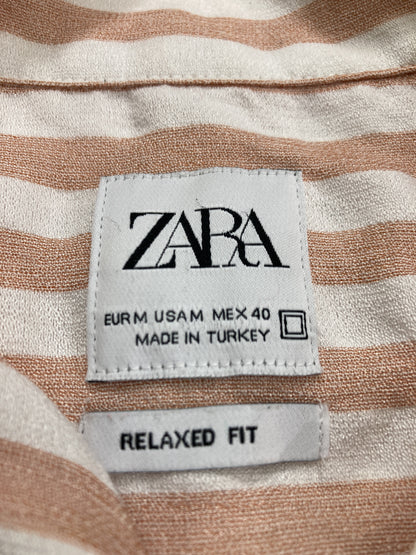 ZARA
EUR M USA M MEX 40
MADE IN TURKEY
RELAXED FIT